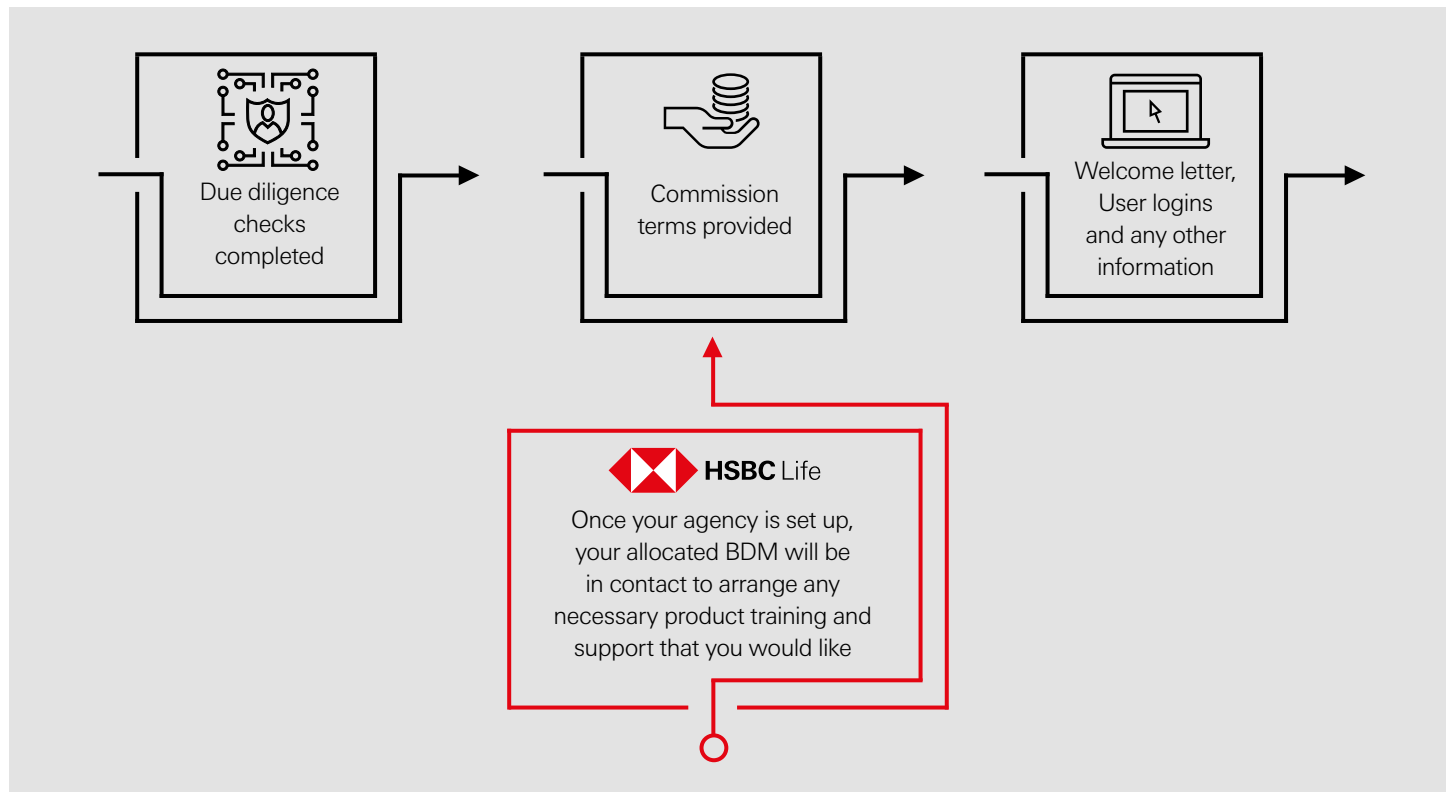 Due diligence
checks
completed
Commission
terms provided
Welcome letter,
User logins
and any other
information
HSBC Life
Once your agency is set up,
your allocated BDM will be
in contact to arrange any
necessary product training and
support that you would like